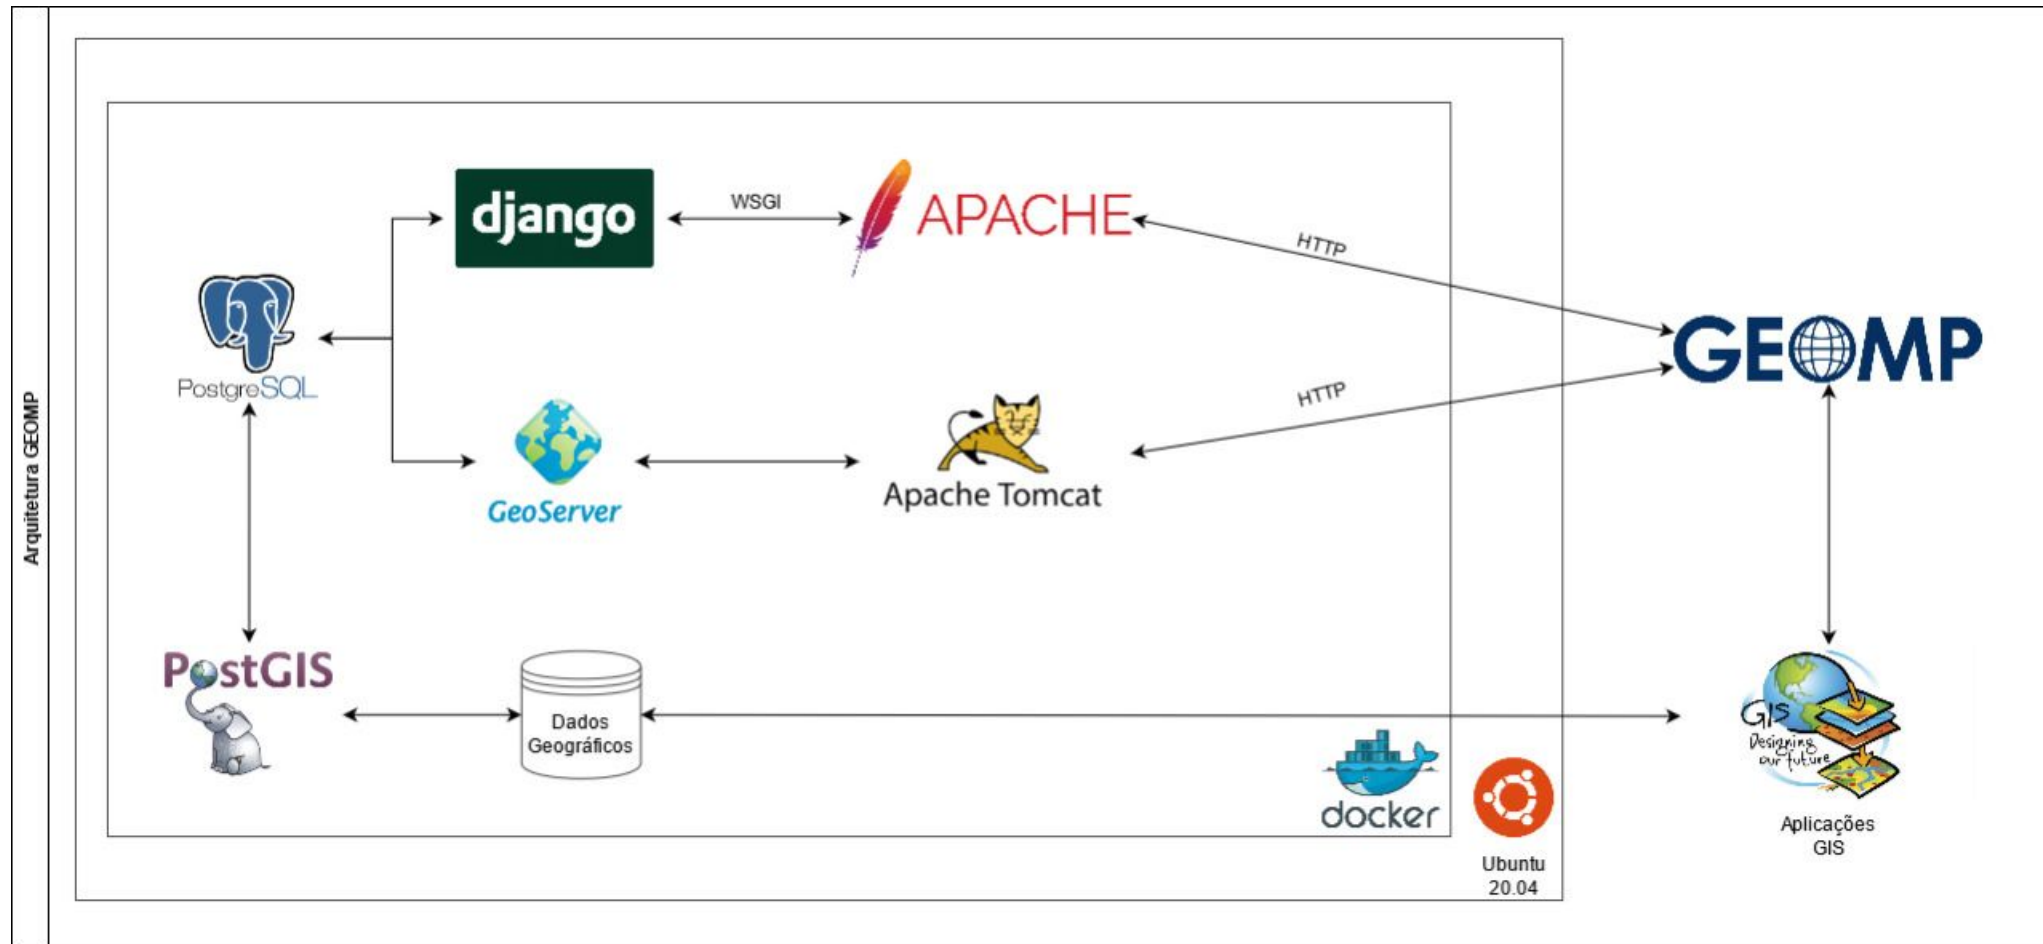 Arquitetura GEOMP
django
WSGI
APACHE
HTTP
PostgreSQL
GEOMP
HTTP
GeoServer
Apache Tomcat
PostGIS
Dados
Geográficos
GIS
Designing
our future
docker
Aplicações
GIS
Ubuntu
20.04